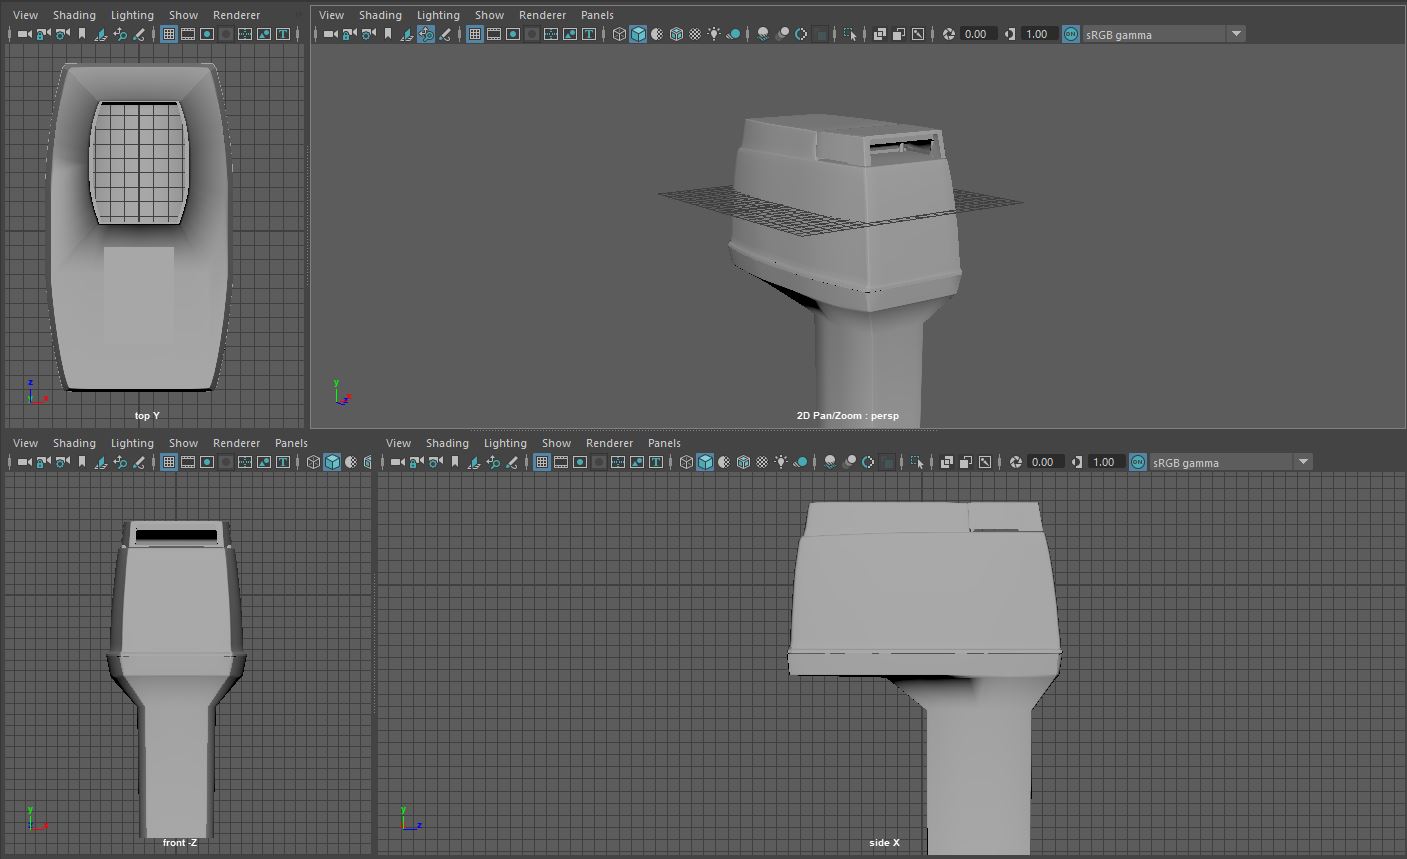 View Shading Lighting Show Renderer
View Shading Lighting Show Renderer Panels
0.00 1.00 ON sRGB gamma
z
Y x
top Y
y
x
z
2D Pan/Zoom : persp
View Shading Lighting Show Renderer Panels
View Shading Lighting Show Renderer Panels
0.00 1.00 ON sRGB gamma
y
x
front -Z
y
z
side X